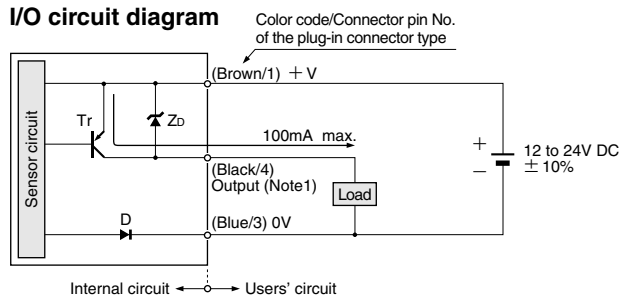 I/O circuit diagram
Color code/Connector pin No.
of the plug-in connector type
(Brown/1) +V
Sensor circuit
Tr
ZD
100mA max.
(Black/4)
Output (Note1)
Load
+
−
12 to 24V DC
± 10%
D
(Blue/3) 0V
Internal circuit
Users' circuit